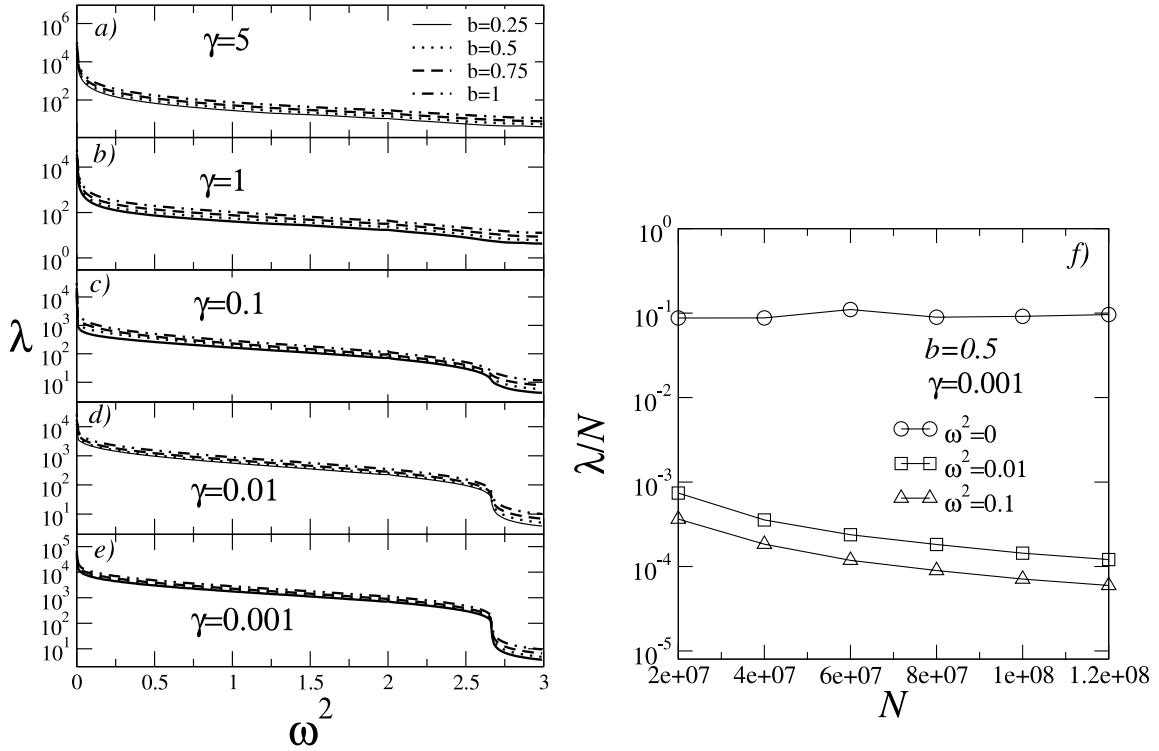 a)
γ=5
b=0.25
b=0.5
b=0.75
b=1
10^6
10^4
10^2
b)
γ=1
10^4
10^2
10^0
c)
γ=0.1
10^4
10^3
10^2
10^1
λ
d)
γ=0.01
10^4
10^3
10^2
10^1
e)
γ=0.001
10^5
10^4
10^3
10^2
0 0.5 1 1.5 2 2.5 3
ω^2
f)
10^0
10^-1
10^-2
10^-3
10^-4
10^-5
λ/N
b=0.5
γ=0.001
ω^2=0
ω^2=0.01
ω^2=0.1
2e+07 4e+07 6e+07 8e+07 1e+08 1.2e+08
N